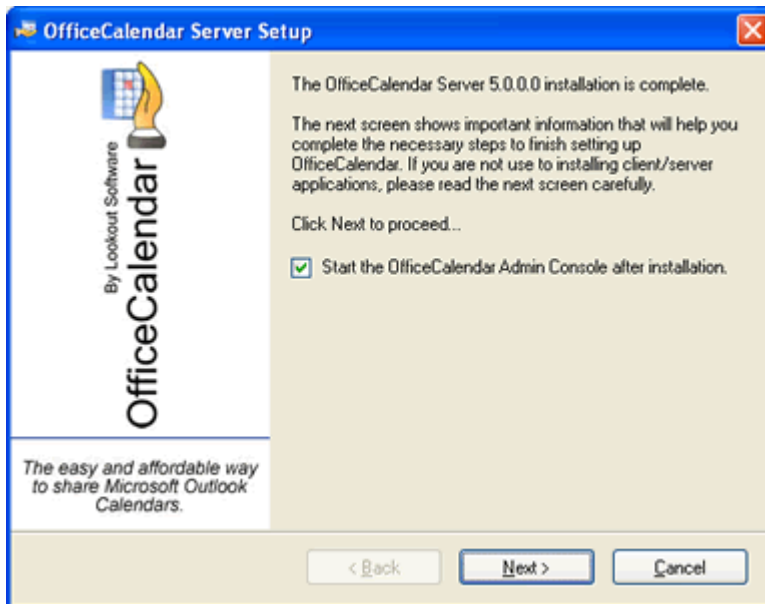 OfficeCalendar Server Setup
By Lookout Software
OfficeCalendar
The easy and affordable way
to share Microsoft Outlook
Calendars.
The OfficeCalendar Server 5.0.0.0 installation is complete.
The next screen shows important information that will help you
complete the necessary steps to finish setting up
OfficeCalendar. If you are not use to installing client/server
applications, please read the next screen carefully.
Click Next to proceed...
Start the OfficeCalendar Admin Console after installation.
< Back
Next >
Cancel